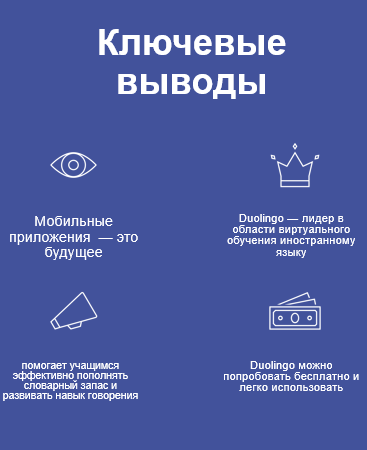 Ключевые
выводы
Мобильные
приложения — это
будущее
Duolingo — лидер в
области виртуального
обучения иностранному
языку
помогает учащимся
эффективно пополнять
словарный запас и
развивать навык говорения
Duolingo можно
попробовать бесплатно и
легко использовать